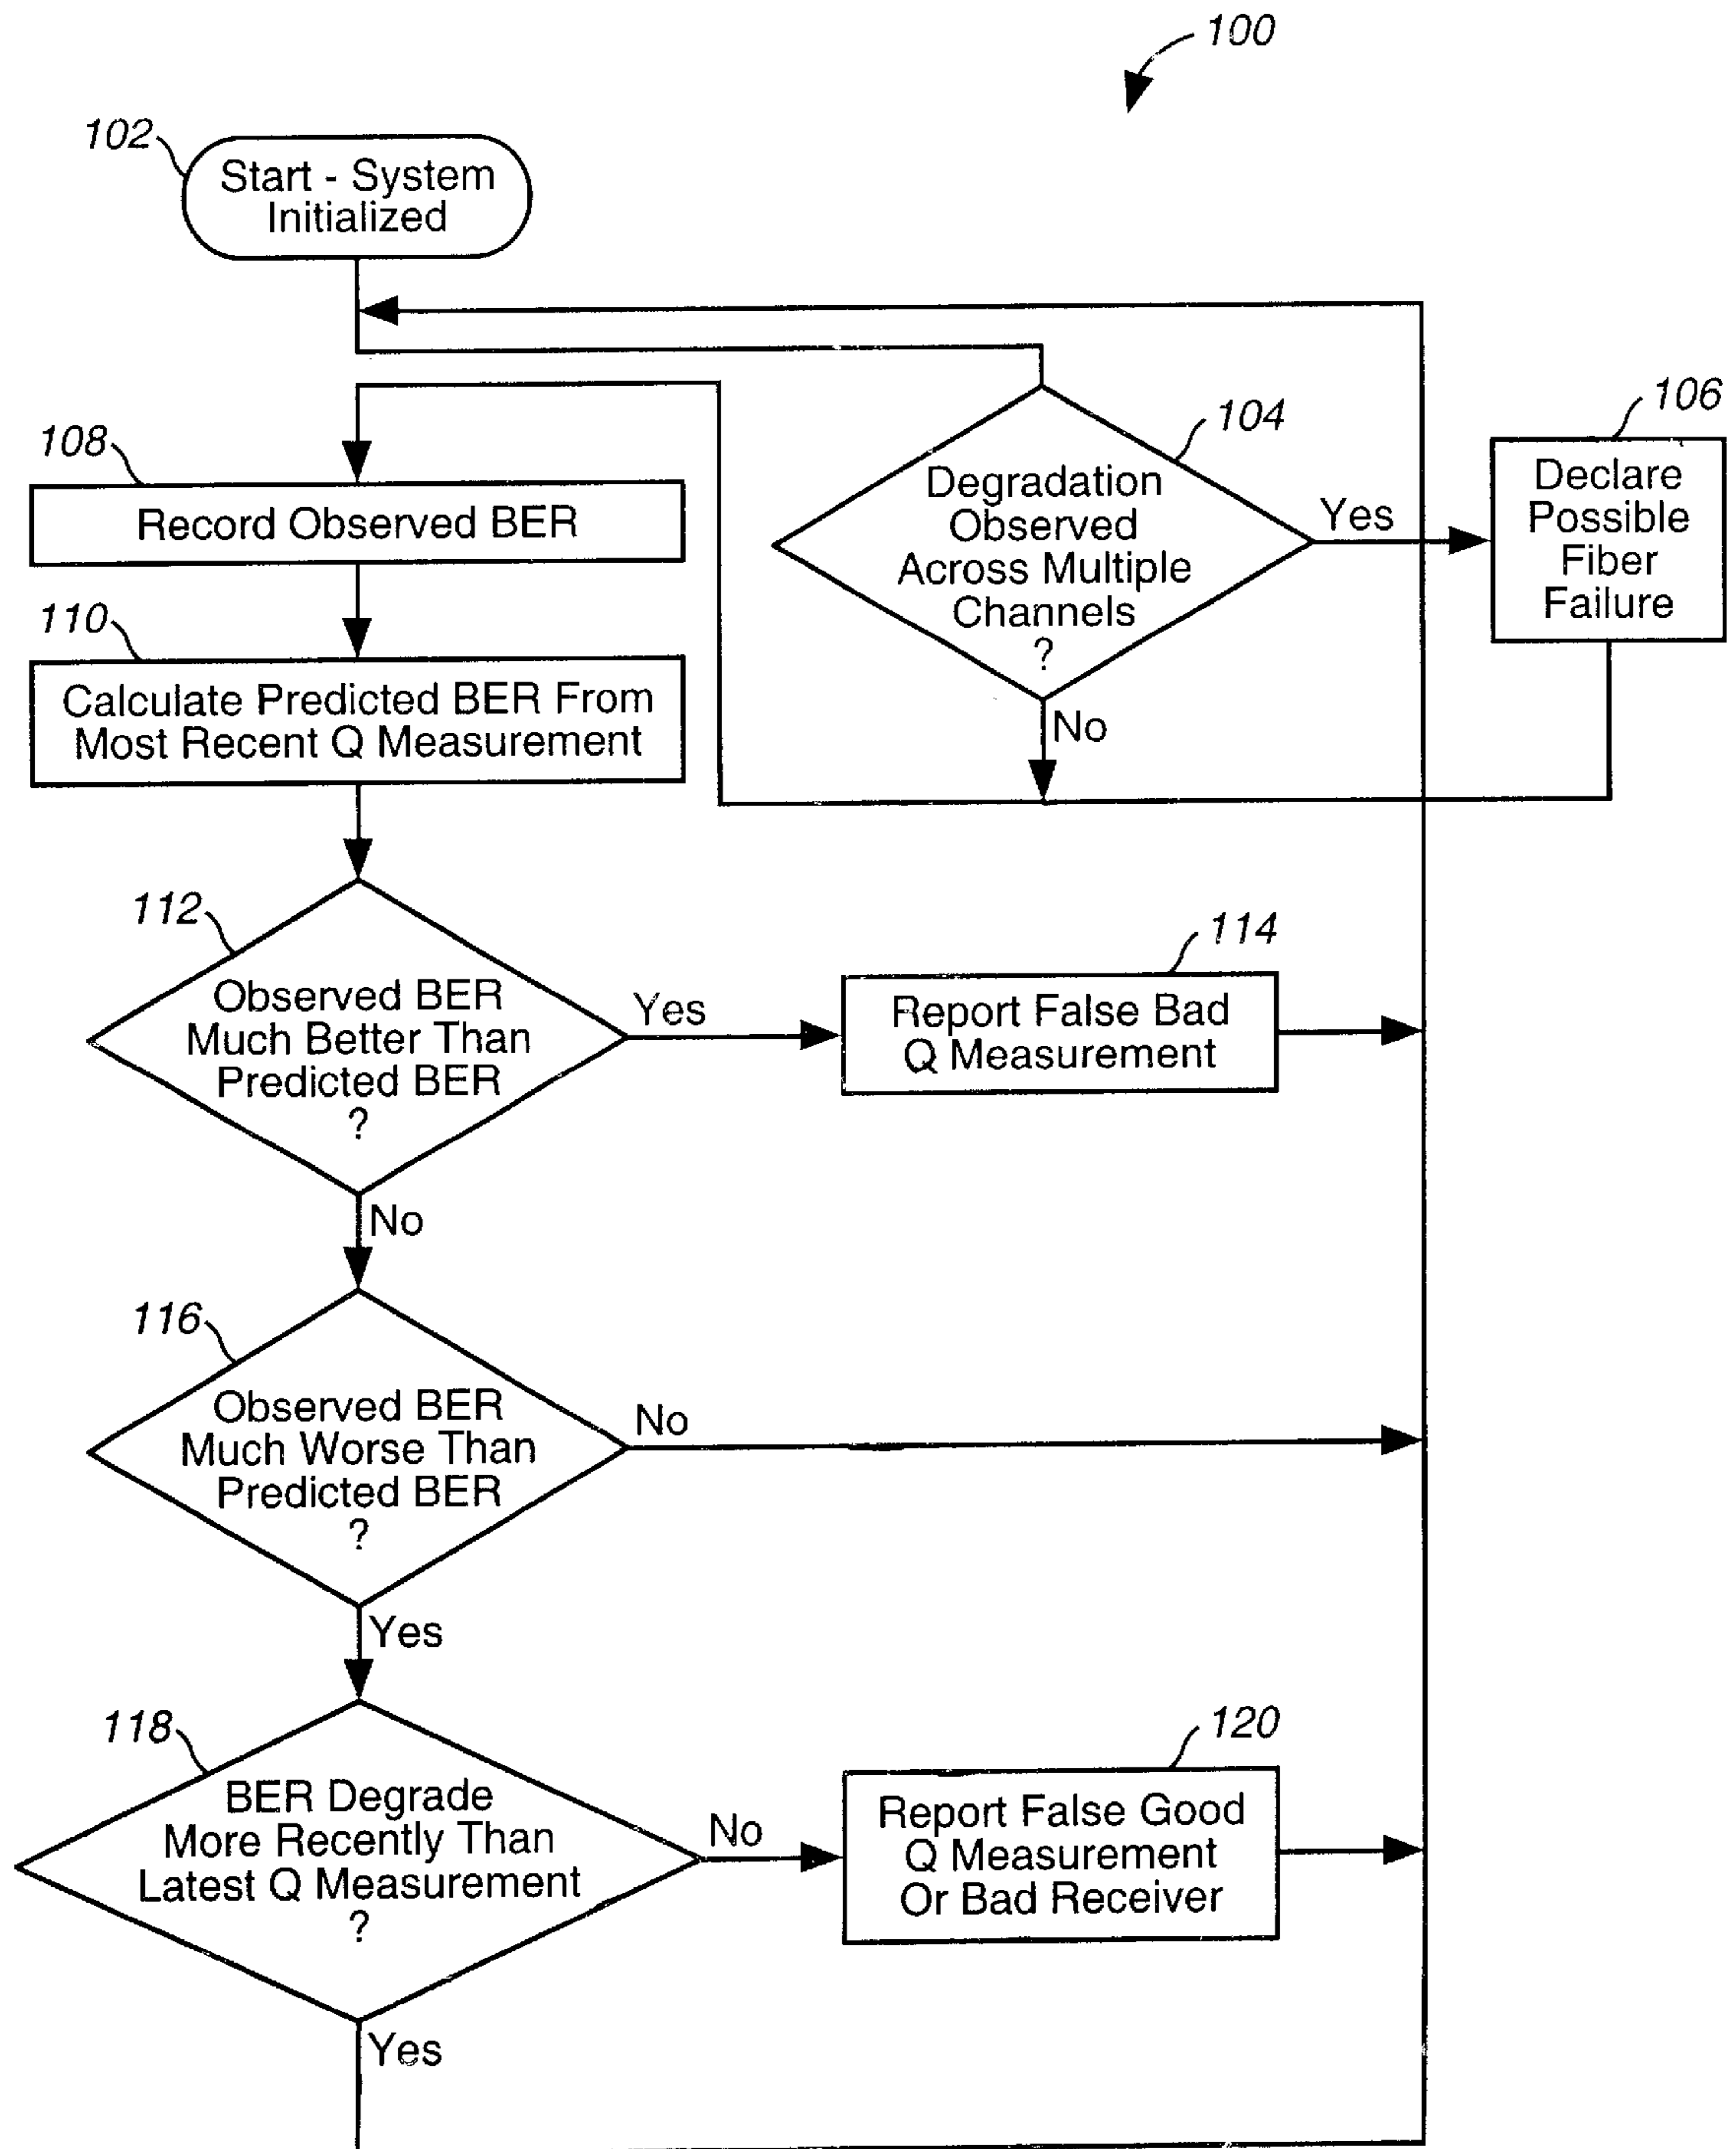 100
102
Start - System
Initialized
104
Degradation
Observed
Across Multiple
Channels
?
Yes
No
106
Declare
Possible
Fiber
Failure
108
Record Observed BER
110
Calculate Predicted BER From
Most Recent Q Measurement
112
Observed BER
Much Better Than
Predicted BER
?
Yes
No
114
Report False Bad
Q Measurement
116
Observed BER
Much Worse Than
Predicted BER
?
No
Yes
118
BER Degrade
More Recently Than
Latest Q Measurement
?
No
Yes
120
Report False Good
Q Measurement
Or Bad Receiver